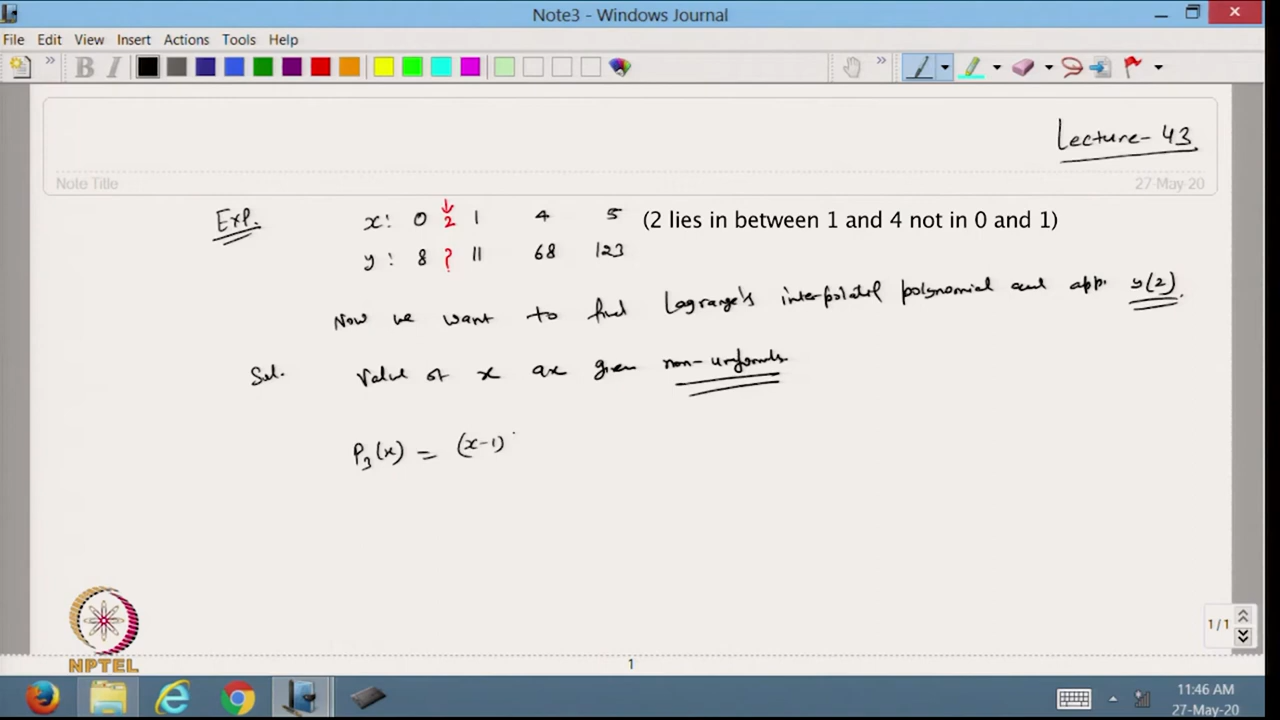 Note3 - Windows Journal
File Edit View Insert Actions Tools Help
Lecture-43
Note Title
27-May-20
Exp. x: 0 2 1 4 5 (2 lies in between 1 and 4 not in 0 and 1)
y: 8 ? 11 68 123
Now we want to find Lagrange's interpolated polynomial and app. y(2).
Sol. Value of x are given non-uniformly
P₃(x) = (x-1)
1/1
NPTEL
1
11:46 AM
27-May-20